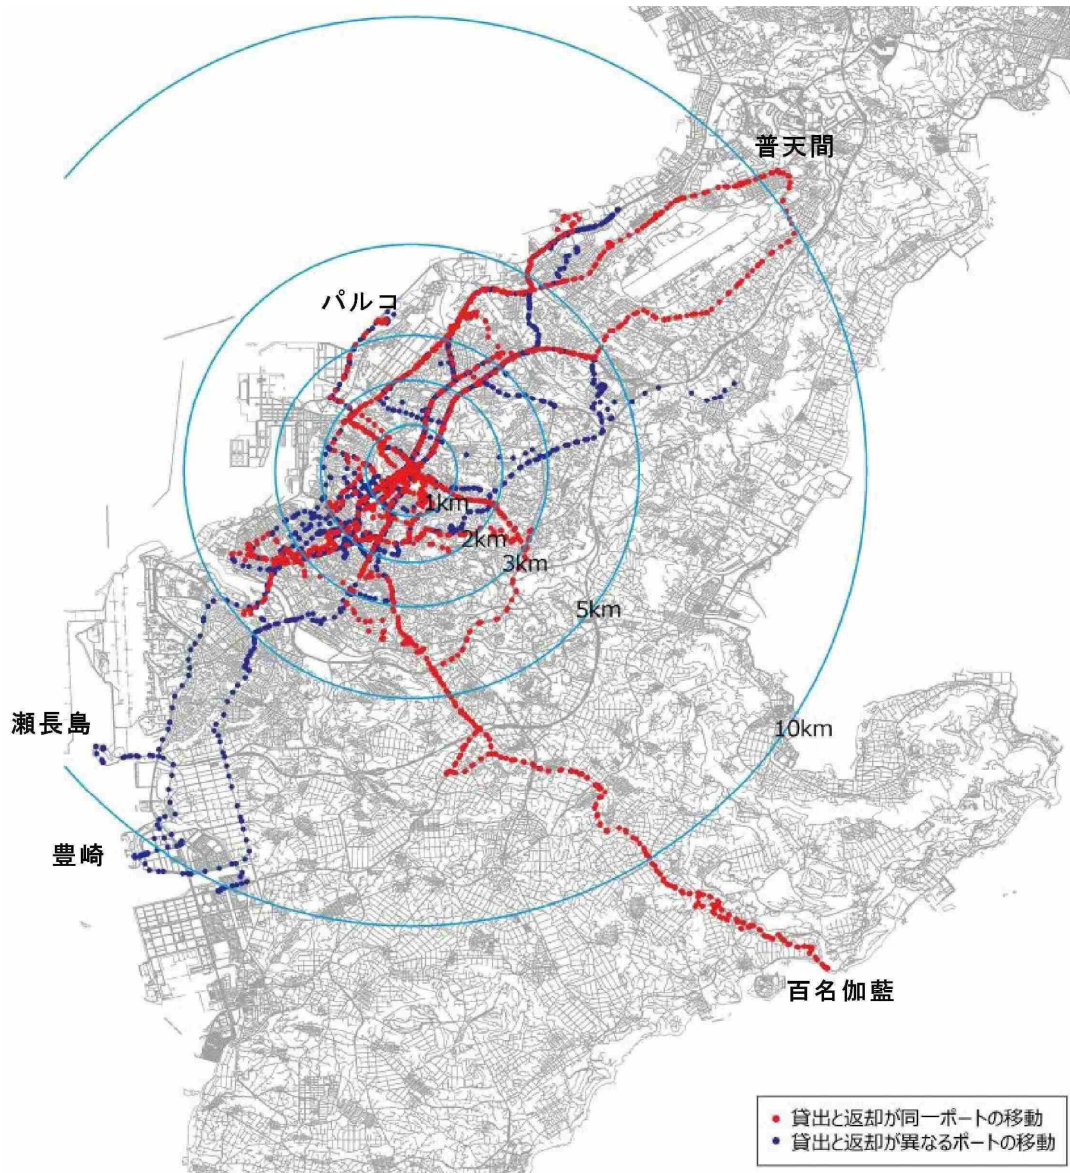 普天間
パルコ
1km
2km
3km
5km
瀬長島
10km
豊崎
百名伽藍
貸出と返却が同一ポートの移動
貸出と返却が異なるポートの移動